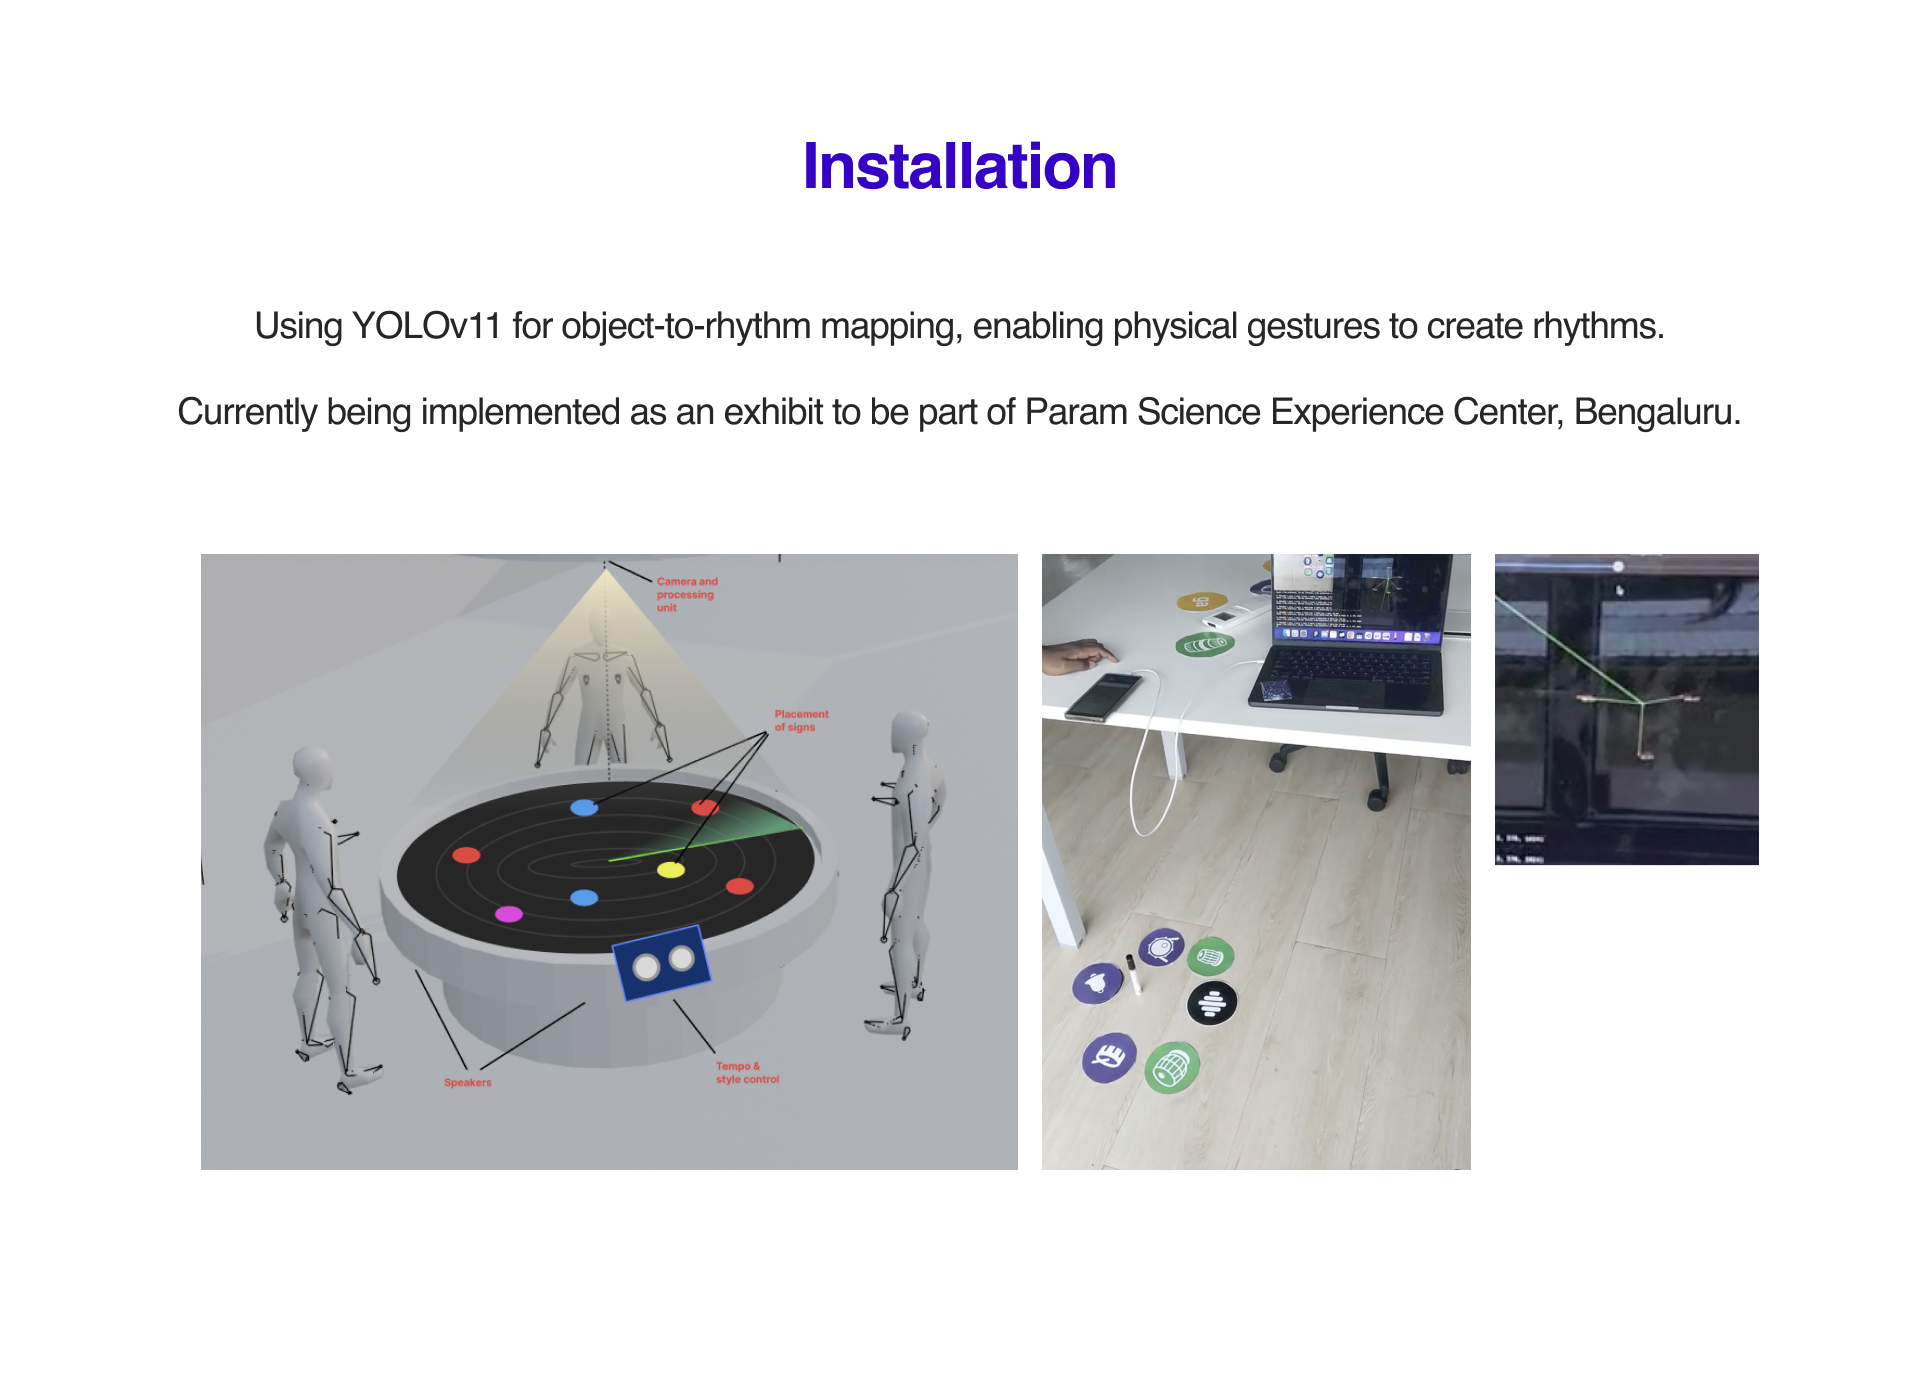 Installation
Using YOLOv11 for object-to-rhythm mapping, enabling physical gestures to create rhythms.
Currently being implemented as an exhibit to be part of Param Science Experience Center, Bengaluru.
Camera and
processing
unit
Placement
of signs
Speakers
Tempo &
style control